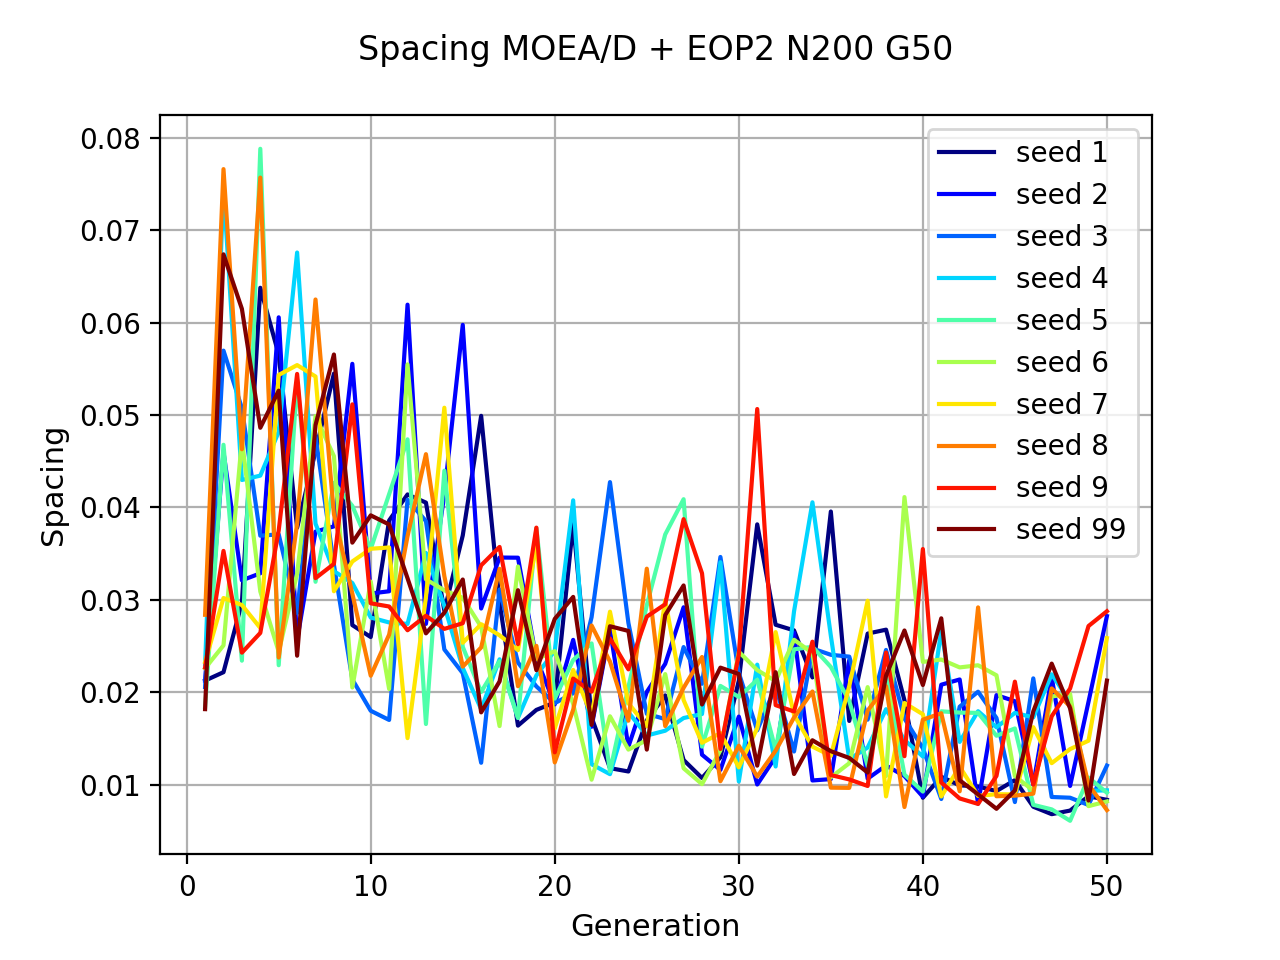 Spacing MOEA/D + EOP2 N200 G50
0.08
0.07
0.06
0.05
0.04
0.03
0.02
0.01
Spacing
0 10 20 30 40 50
Generation
seed 1
seed 2
seed 3
seed 4
seed 5
seed 6
seed 7
seed 8
seed 9
seed 99